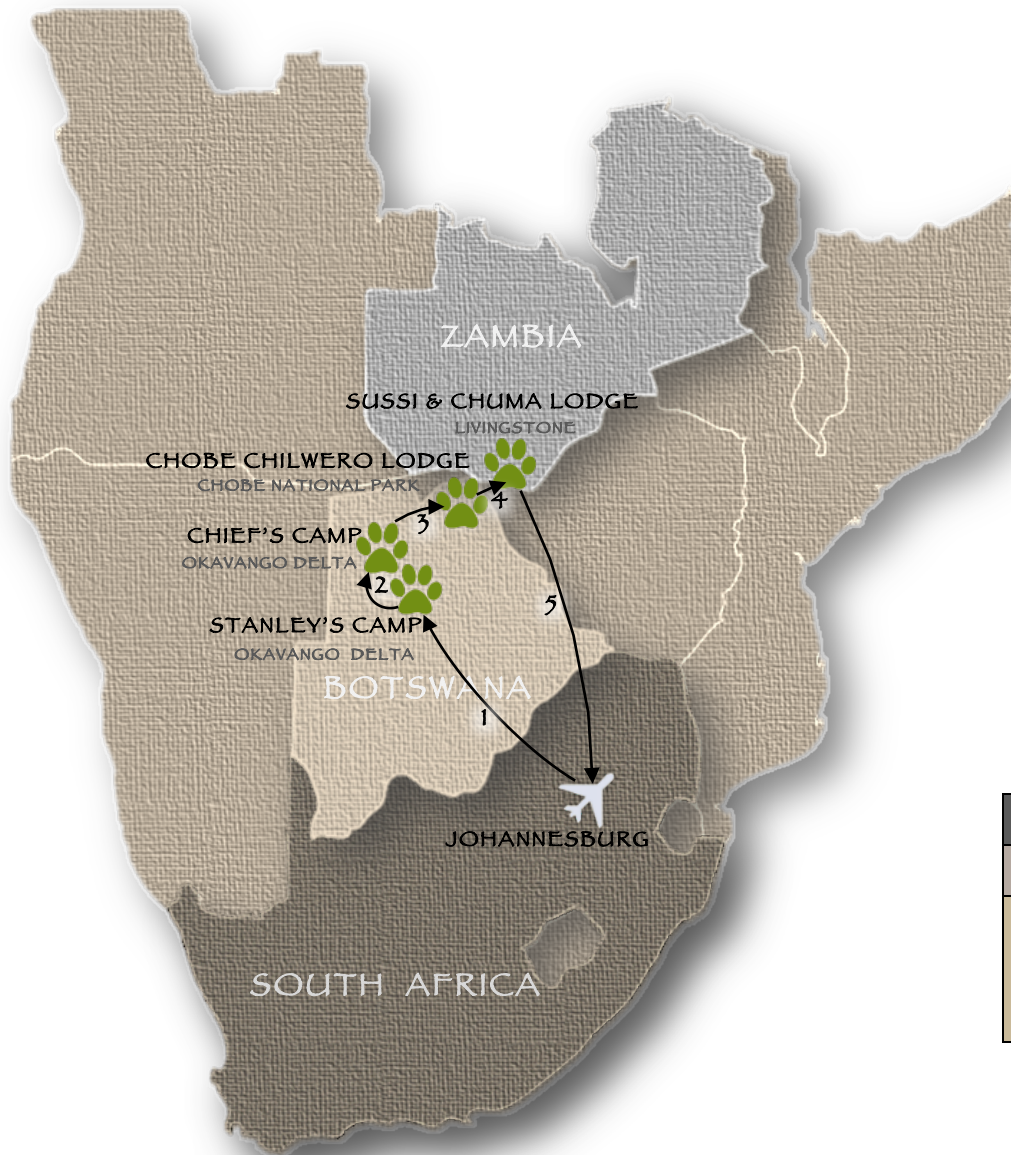 ZAMBIA
SUSSI & CHUMA LODGE
LIVINGSTONE
CHOBE CHILWERO LODGE
CHOBE NATIONAL PARK
4
3
CHIEF'S CAMP
OKAVANGO DELTA
2
5
STANLEY'S CAMP
OKAVANGO DELTA
BOTSWANA
1
JOHANNESBURG
SOUTH AFRICA